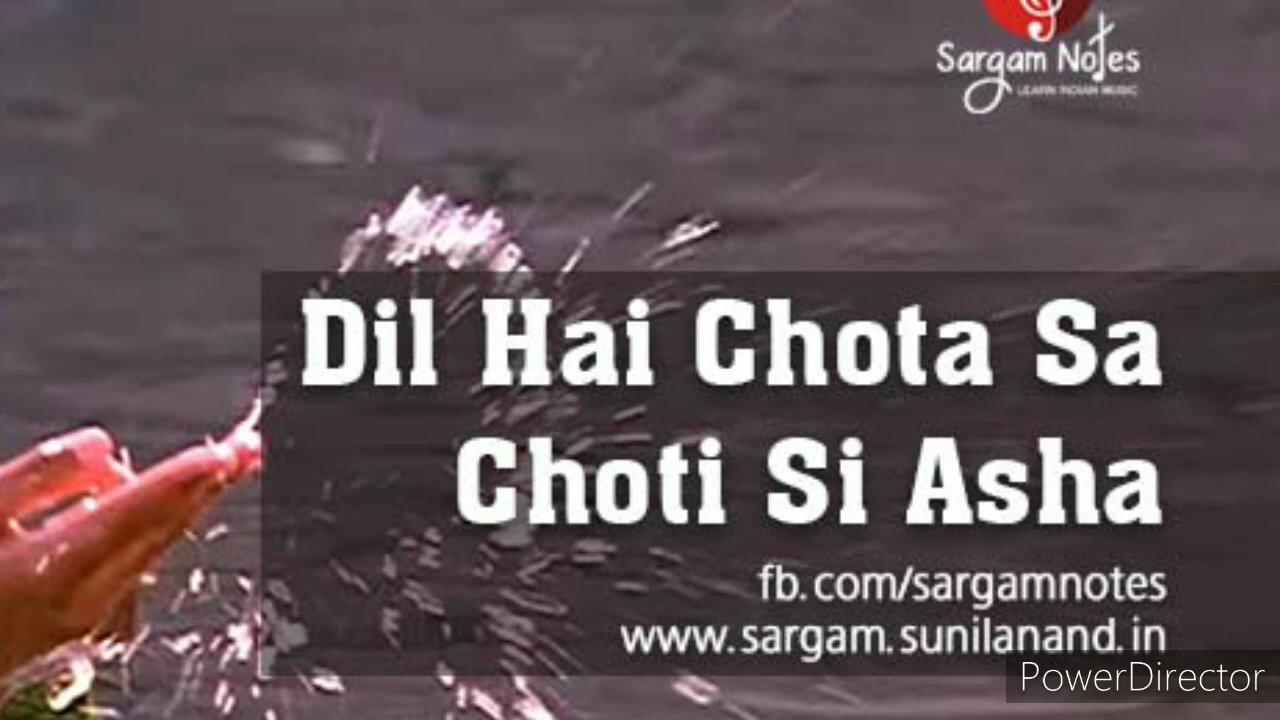 Sargam Notes
LEARN INDIAN MUSIC
Dil Hai Chota Sa
Choti Si Asha
fb.com/sargamnotes
www.sargam.sunilanand.in
PowerDirector